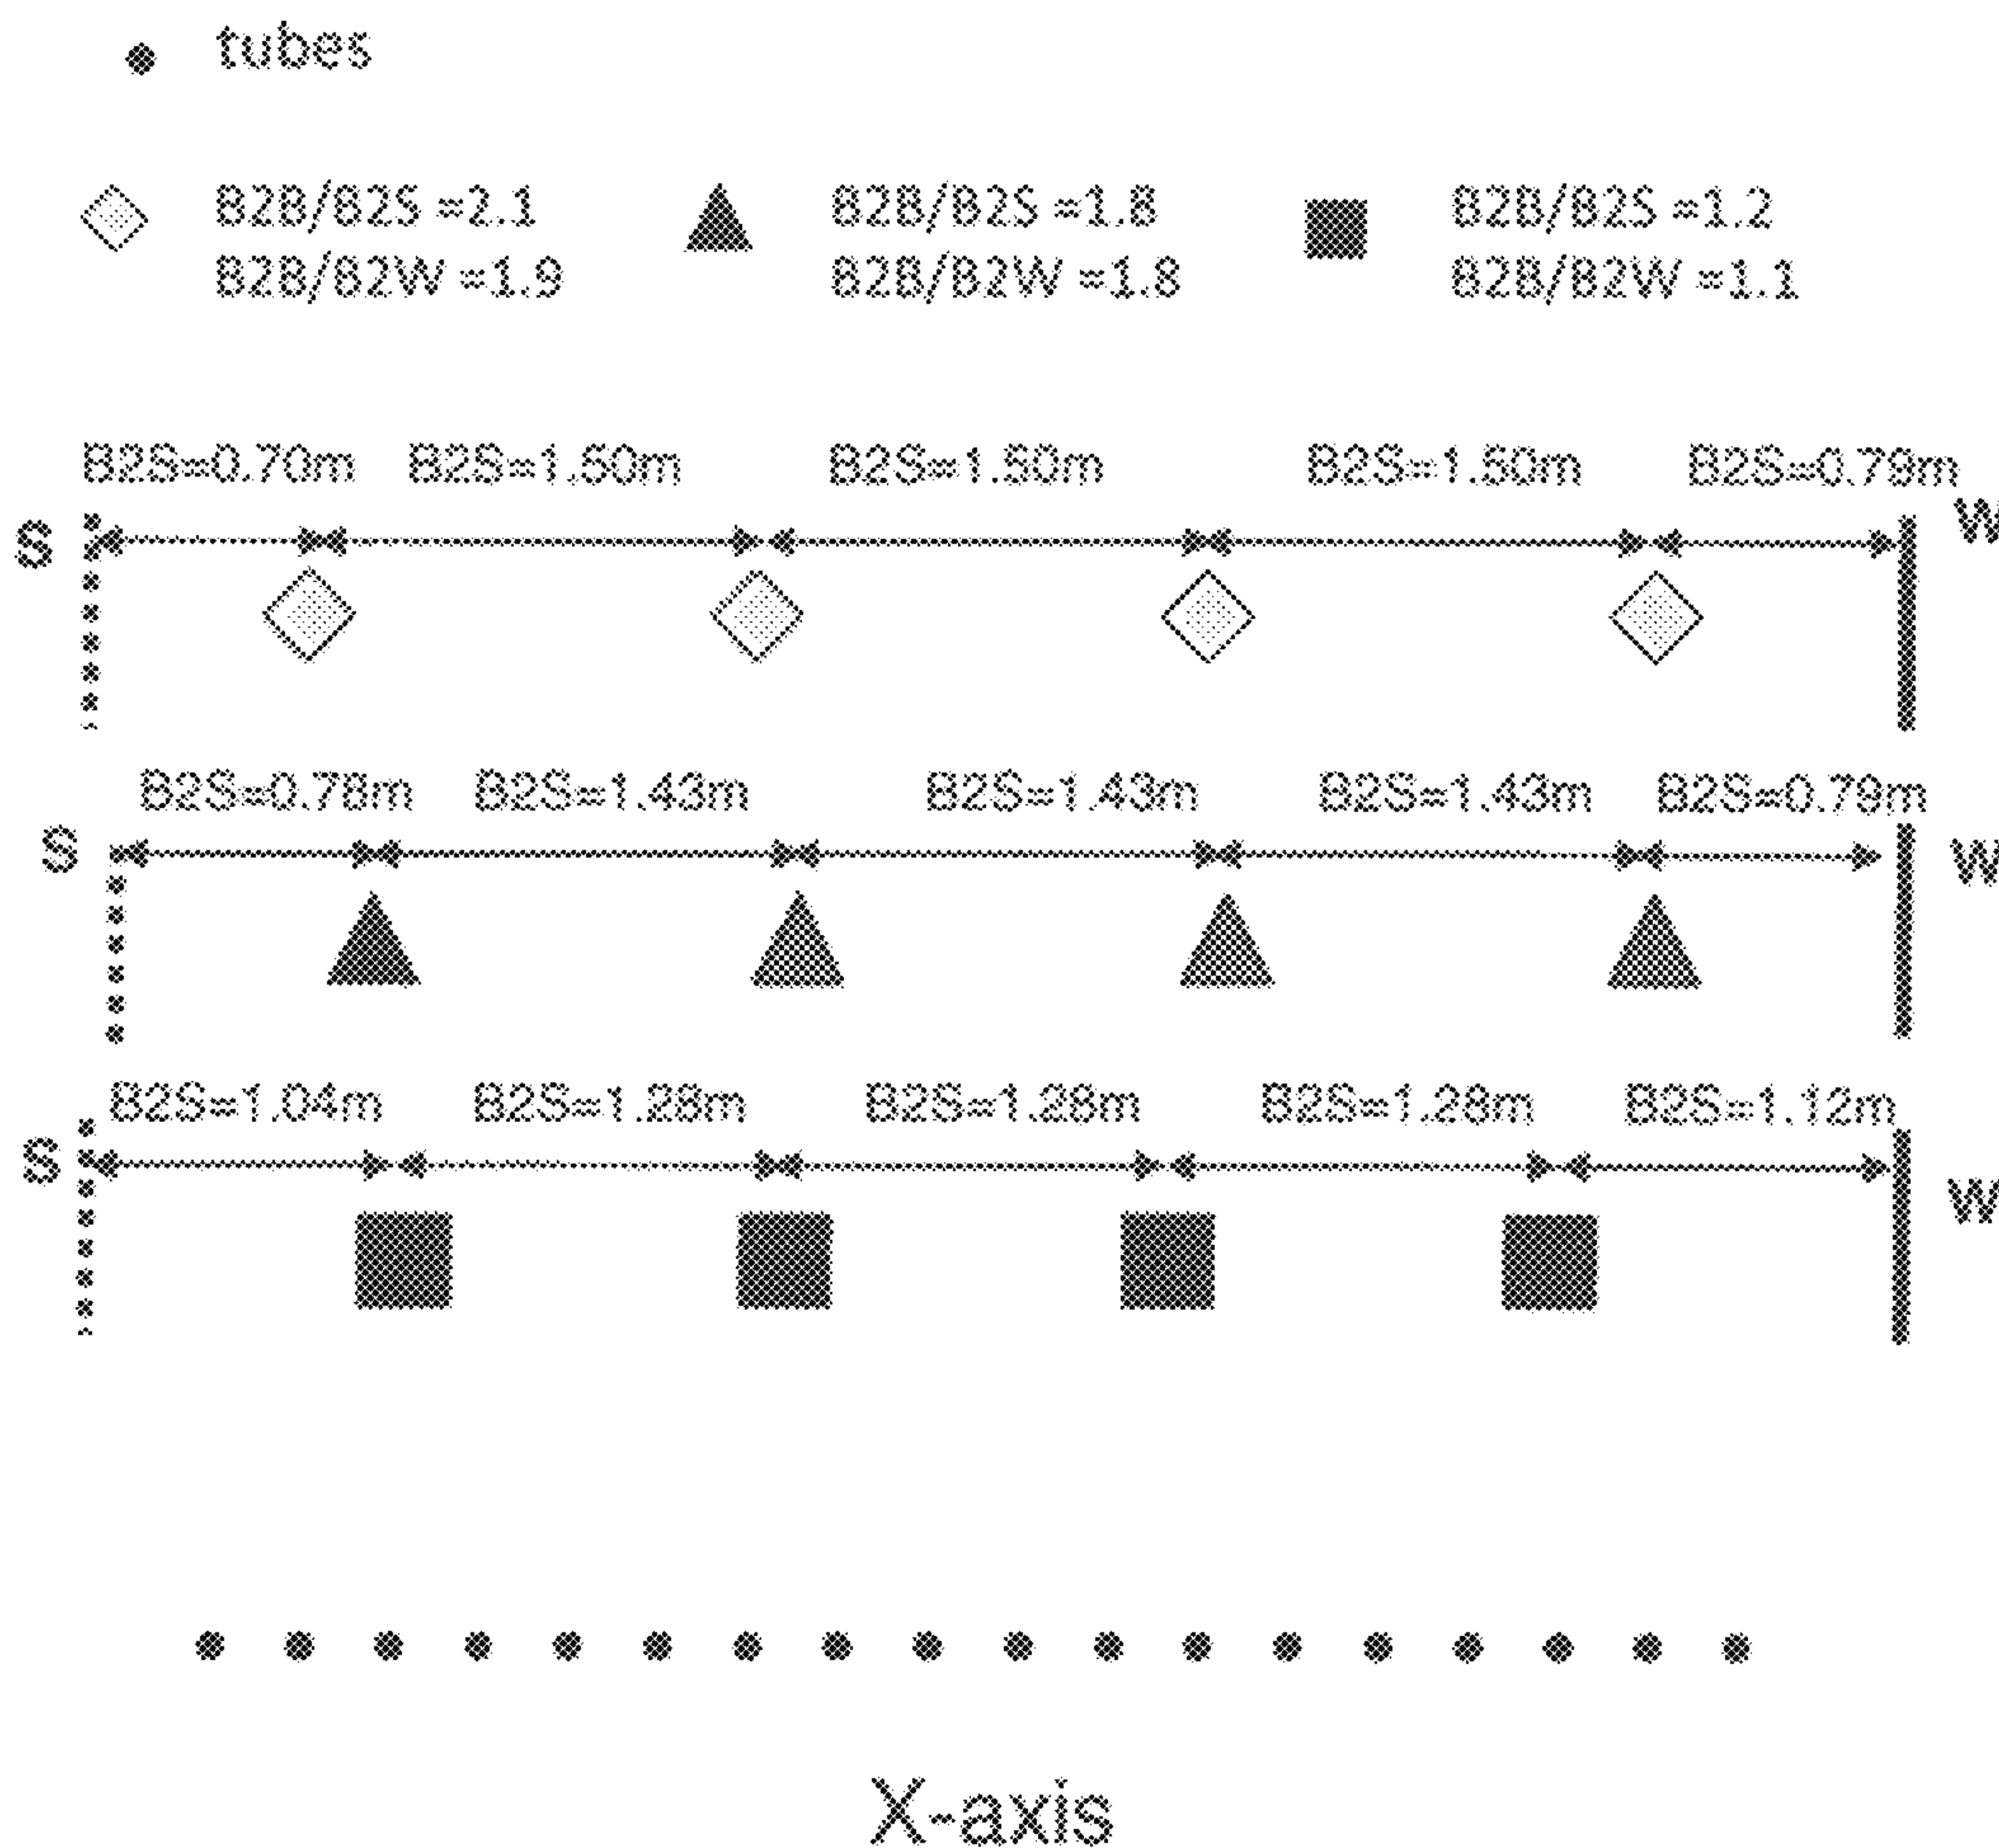 tubes
B2B/B2S =2.1
B2B/B2W =1.9
B2B/B2S =1.8
B2B/B2W =1.8
B2B/B2S =1.2
B2B/B2W =1.1
B2S=0.70m B2S=1.50m B2S=1.50m B2S=1.50m B2S=0.79m
S W
B2S=0.78m B2S=1.43m B2S=1.43m B2S=1.43m B2S=0.79m
S W
B2S=1.04m B2S=1.28m B2S=1.28m B2S=1.28m B2S=1.12m
S W
X-axis